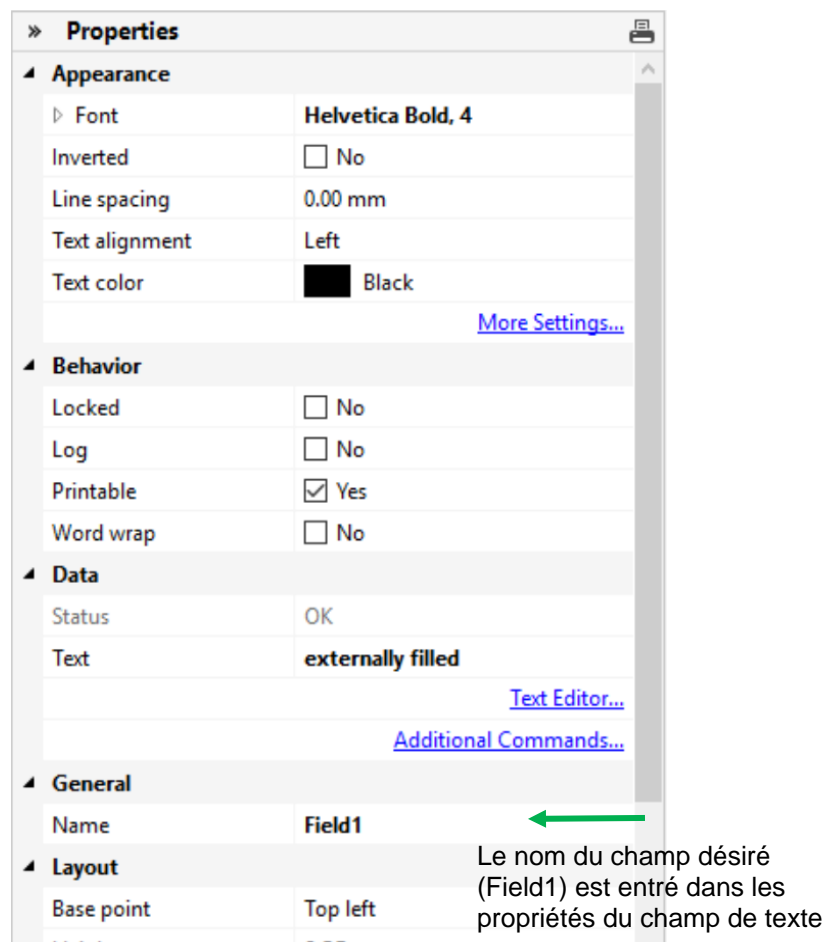 Properties
Appearance
Font Helvetica Bold, 4
Inverted No
Line spacing 0.00 mm
Text alignment Left
Text color Black
More Settings...
Behavior
Locked No
Log No
Printable Yes
Word wrap No
Data
Status OK
Text externally filled
Text Editor...
Additional Commands...
General
Name Field1
Layout
Base point Top left
Le nom du champ désiré
(Field1) est entré dans les
propriétés du champ de texte